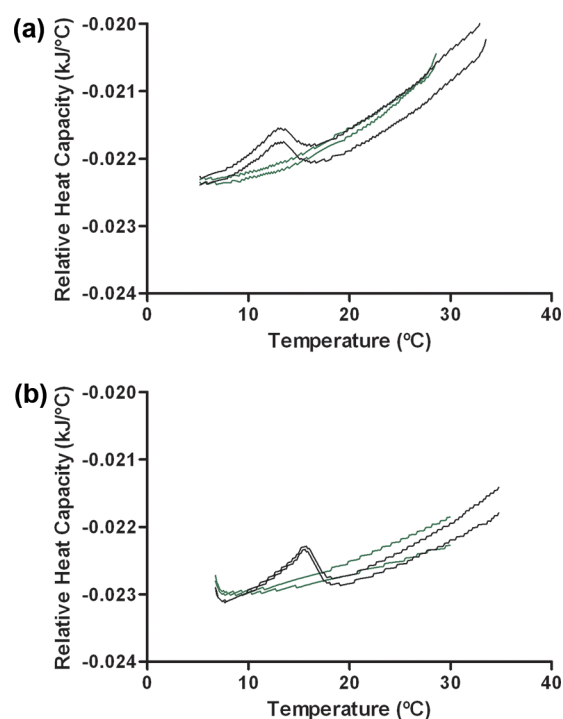 (a)
Relative Heat Capacity (kJ/°C)
-0.020
-0.021
-0.022
-0.023
-0.024
0 10 20 30 40
Temperature (ºC)
(b)
Relative Heat Capacity (kJ/°C)
-0.020
-0.021
-0.022
-0.023
-0.024
0 10 20 30 40
Temperature (ºC)